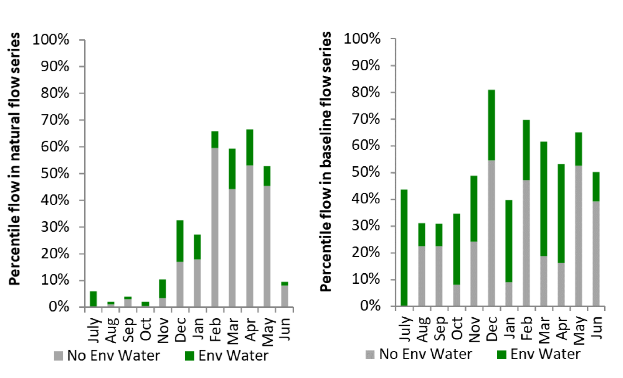 Percentile flow in natural flow series
100%
90%
80%
70%
60%
50%
40%
30%
20%
10%
0%
July
Aug
Sep
Oct
Nov
Dec
Jan
Feb
Mar
Apr
May
Jun
No Env Water
Env Water
Percentile flow in baseline flow series
100%
90%
80%
70%
60%
50%
40%
30%
20%
10%
0%
July
Aug
Sep
Oct
Nov
Dec
Jan
Feb
Mar
Apr
May
Jun
No Env Water
Env Water